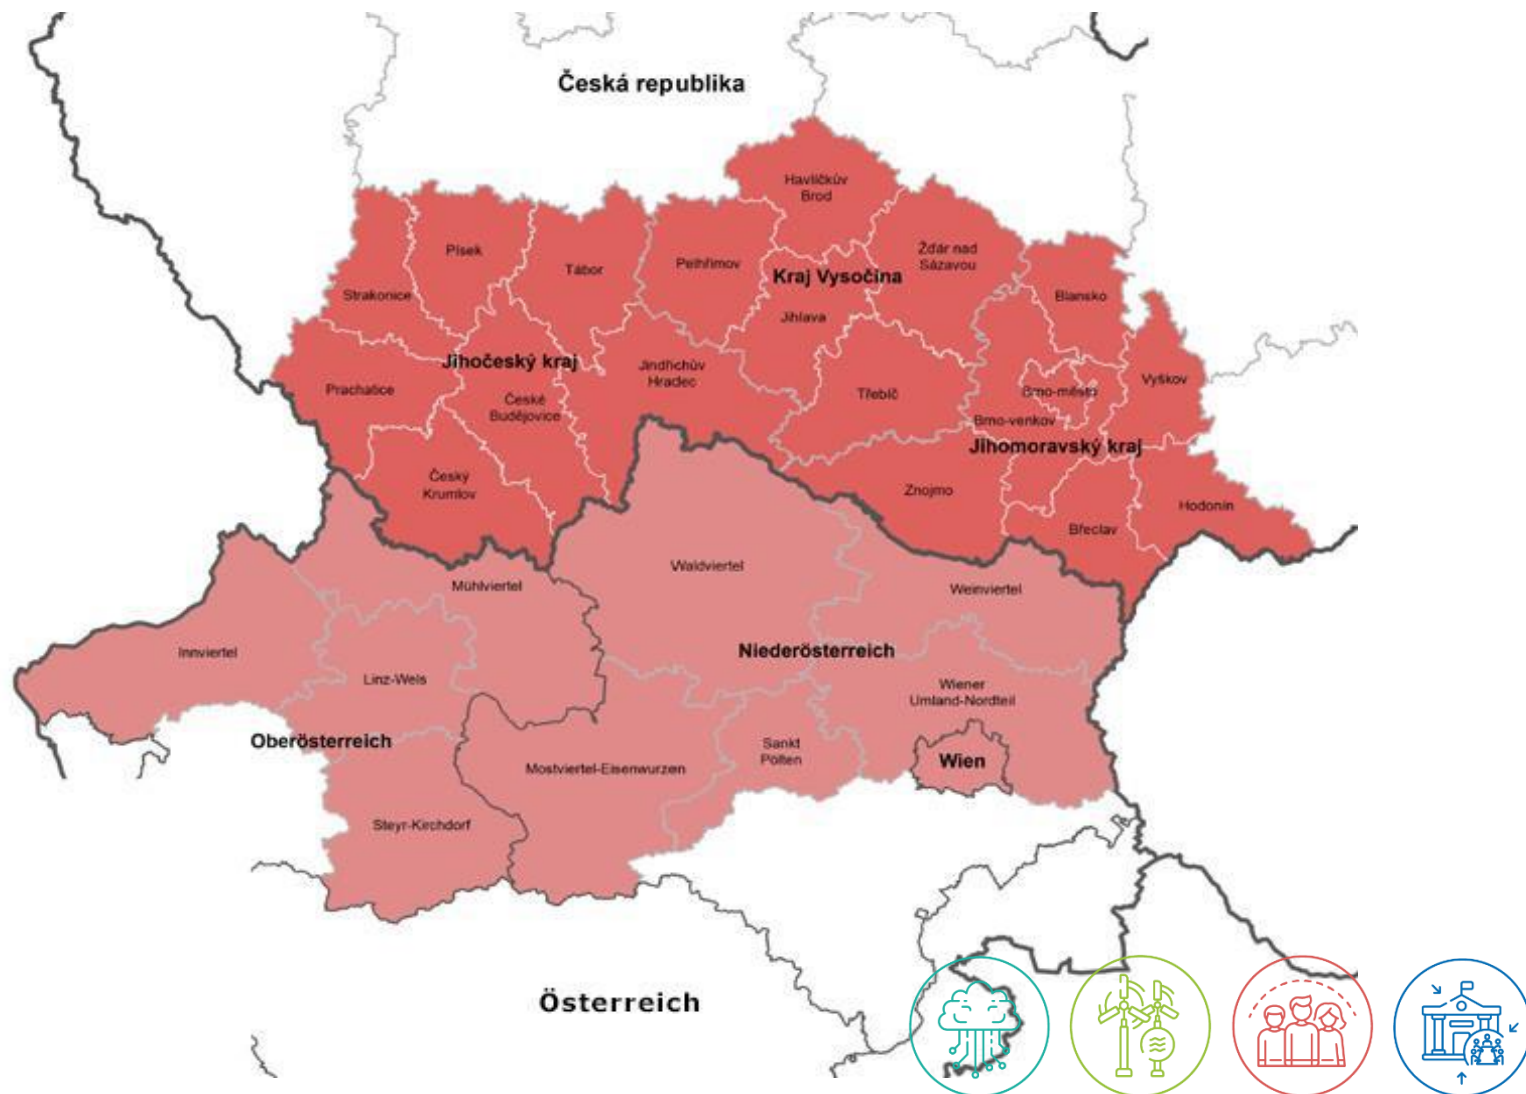 Česká republika
Havlíčkův
Brod
Písek
Tábor
Pelhřimov
Žďár nad
Sázavou
Kraj Vysočina
Strakonice
Blansko
Jihlava
Jihočeský kraj
Jindřichův
Hradec
Prachatice
České
Budějovice
Třebíč
Brno-město
Vyškov
Brno-venkov
Jihomoravský kraj
Český
Krumlov
Znojmo
Hodonín
Břeclav
Waldviertel
Mühlviertel
Weinviertel
Innviertel
Niederösterreich
Linz-Wels
Wiener
Umland-Nordteil
Oberösterreich
Sankt
Pölten
Wien
Mostviertel-Eisenwurzen
Steyr-Kirchdorf
Österreich